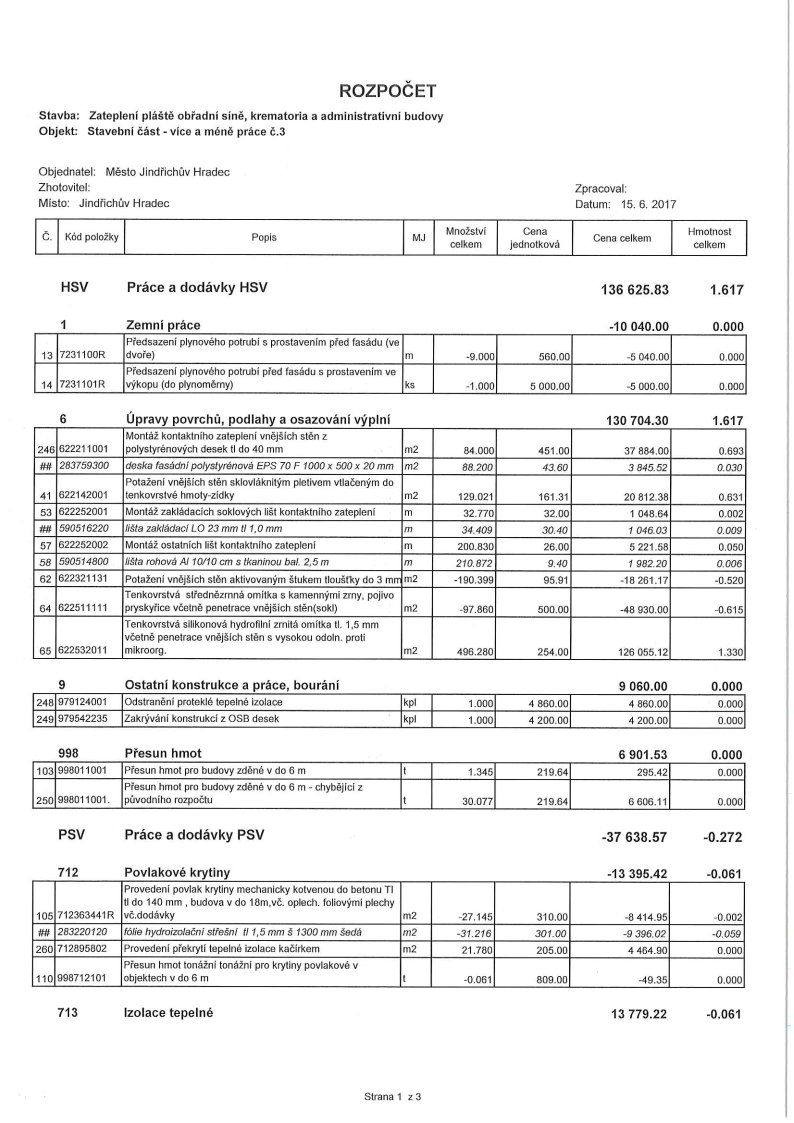 ROZPOČET
Stavba: Zateplení pláště obřadní síně, krematoria a administrativní budovy
Objekt: Stavební část - více a méně práce č.3
Objednatel: Město Jindřichův Hradec
Zhotovitel: Zpracoval:
Místo: Jindřichův Hradec Datum: 15. 6. 2017
Č. Kód položky Popis MJ Množství celkem Cena jednotková Cena celkem Hmotnost celkem
HSV Práce a dodávky HSV 136 625.83 1.617
1 Zemní práce -10 040.00 0.000
Předsazení plynového potrubí s prostavením před fasádu (ve
13 7231100R dvoře) m -9.000 560.00 -5 040.00 0.000
Předsazení plynového potrubí před fasádu s prostavením ve
14 7231101R výkopu (do plynoměrny) ks -1.000 5 000.00 -5 000.00 0.000
6 Úpravy povrchů, podlahy a osazování výplní 130 704.30 1.617
Montáž kontaktního zateplení vnějších stěn z
246 622211001 polystyrénových desek tl do 40 mm m2 84.000 451.00 37 884.00 0.693
## 283759300 deska fasádní polystyrénová EPS 70 F 1000 x 500 x 20 mm m2 88.200 43.60 3 845.52 0.030
Potažení vnějších stěn sklovláknitým pletivem vtlačeným do
41 622142001 tenkovrstvé hmoty-zídky m2 129.021 161.31 20 812.38 0.631
53 622252001 Montáž zakládacích soklových lišt kontaktního zateplení m 32.770 32.00 1 048.64 0.002
## 590516220 lišta zakládací LO 23 mm tl 1,0 mm m 34.409 30.40 1 046.03 0.009
57 622252002 Montáž ostatních lišt kontaktního zateplení m 200.830 26.00 5 221.58 0.050
58 590514800 lišta rohová Al 10/10 cm s tkaninou bal. 2,5 m m 210.872 9.40 1 982.20 0.006
62 622321131 Potažení vnějších stěn aktivovaným štukem tloušťky do 3 mm m2 -190.399 95.91 -18 261.17 -0.520
Tenkovrstvá střednězrnná omítka s kamennými zrny, pojivo
64 622511111 pryskyřice včetně penetrace vnějších stěn(sokl) m2 -97.860 500.00 -48 930.00 -0.615
Tenkovrstvá silikonová hydrofilní zrnitá omítka tl. 1,5 mm
včetně penetrace vnějších stěn s vysokou odoln. proti
65 622532011 mikroorg. m2 496.280 254.00 126 055.12 1.330
9 Ostatní konstrukce a práce, bourání 9 060.00 0.000
248 979124001 Odstranění proteklé tepelné izolace kpl 1.000 4 860.00 4 860.00 0.000
249 979542235 Zakrývání konstrukcí z OSB desek kpl 1.000 4 200.00 4 200.00 0.000
998 Přesun hmot 6 901.53 0.000
103 998011001 Přesun hmot pro budovy zděné v do 6 m t 1.345 219.64 295.42 0.000
Přesun hmot pro budovy zděné v do 6 m - chybějící z
250 998011001. původního rozpočtu t 30.077 219.64 6 606.11 0.000
PSV Práce a dodávky PSV -37 638.57 -0.272
712 Povlakové krytiny -13 395.42 -0.061
Provedení povlak krytiny mechanicky kotvenou do betonu TI
tl do 140 mm , budova v do 18m,vč. oplech. foliovými plechy
105 712363441R vč.dodávky m2 -27.145 310.00 -8 414.95 -0.002
## 283220120 fólie hydroizolační střešní tl 1,5 mm š 1300 mm šedá m2 -31.216 301.00 -9 396.02 -0.059
260 712895802 Provedení překrytí tepelné izolace kačírkem m2 21.780 205.00 4 464.90 0.000
Přesun hmot tonážní tonážní pro krytiny povlakové v
110 998712101 objektech v do 6 m t -0.061 809.00 -49.35 0.000
713 Izolace tepelné 13 779.22 -0.061
Strana 1 z 3